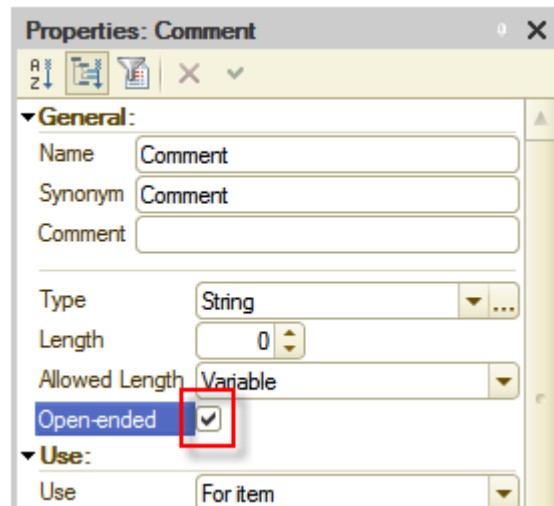 Properties: Comment
General:
Name Comment
Synonym Comment
Comment
Type String
Length 0
Allowed Length Variable
Open-ended
Use:
Use For item